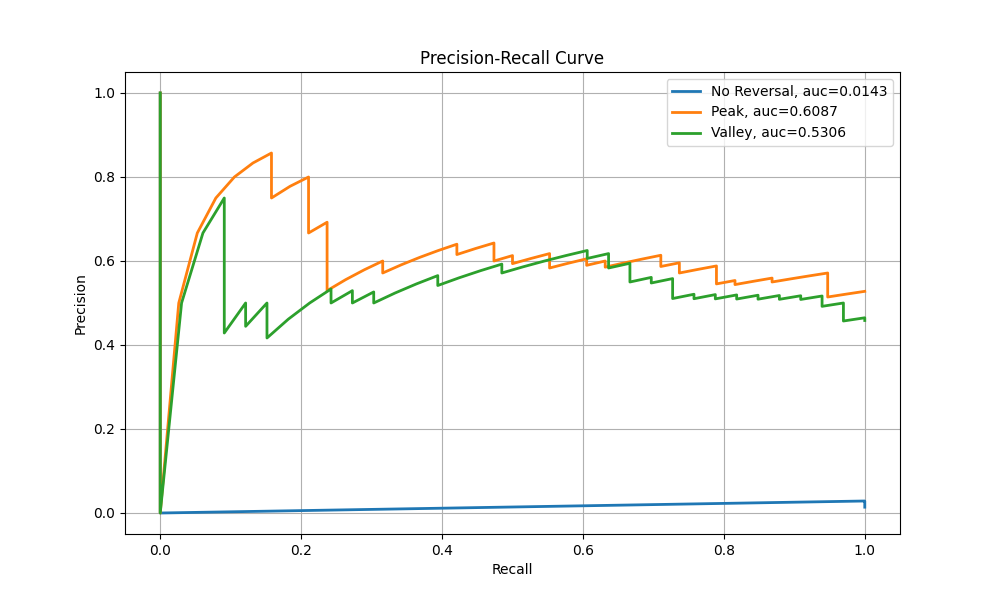 Precision-Recall Curve
No Reversal, auc=0.0143
Peak, auc=0.6087
Valley, auc=0.5306
Precision
1.0
0.8
0.6
0.4
0.2
0.0
0.0 0.2 0.4 0.6 0.8 1.0
Recall